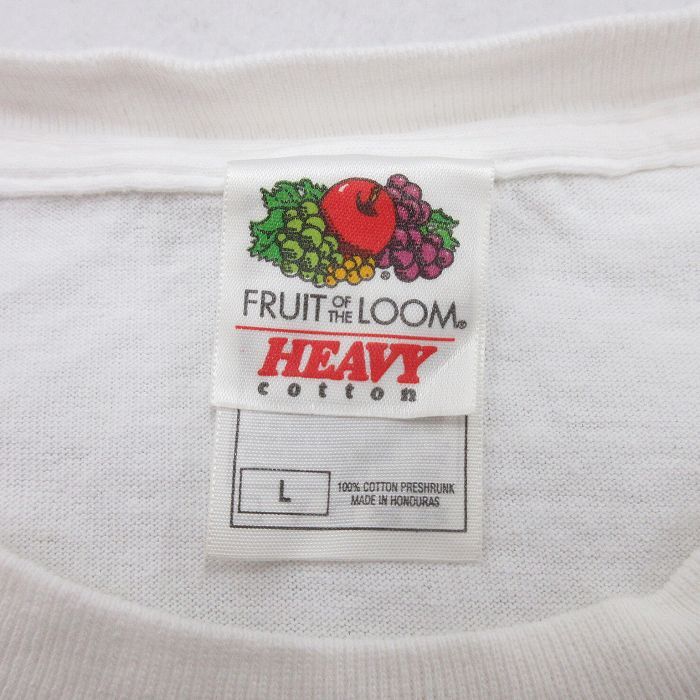 FRUIT OF THE LOOM®
HEAVY
cotton
L
100% COTTON PRESHRUNK
MADE IN HONDURAS